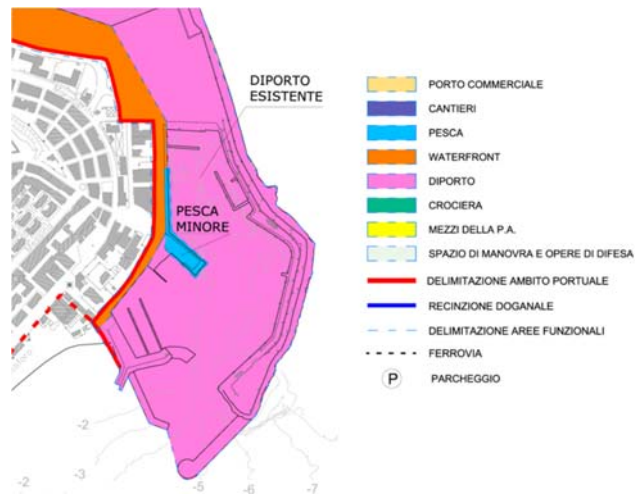 DIPORTO
ESISTENTE
PESCA
MINORE
-2
-3
-2
-5
-6
-7
PORTO COMMERCIALE
CANTIERI
PESCA
WATERFRONT
DIPORTO
CROCIERA
MEZZI DELLA P.A.
SPAZIO DI MANOVRA E OPERE DI DIFESA
DELIMITAZIONE AMBITO PORTUALE
RECINZIONE DOGANALE
DELIMITAZIONE AREE FUNZIONALI
FERROVIA
P PARCHEGGIO